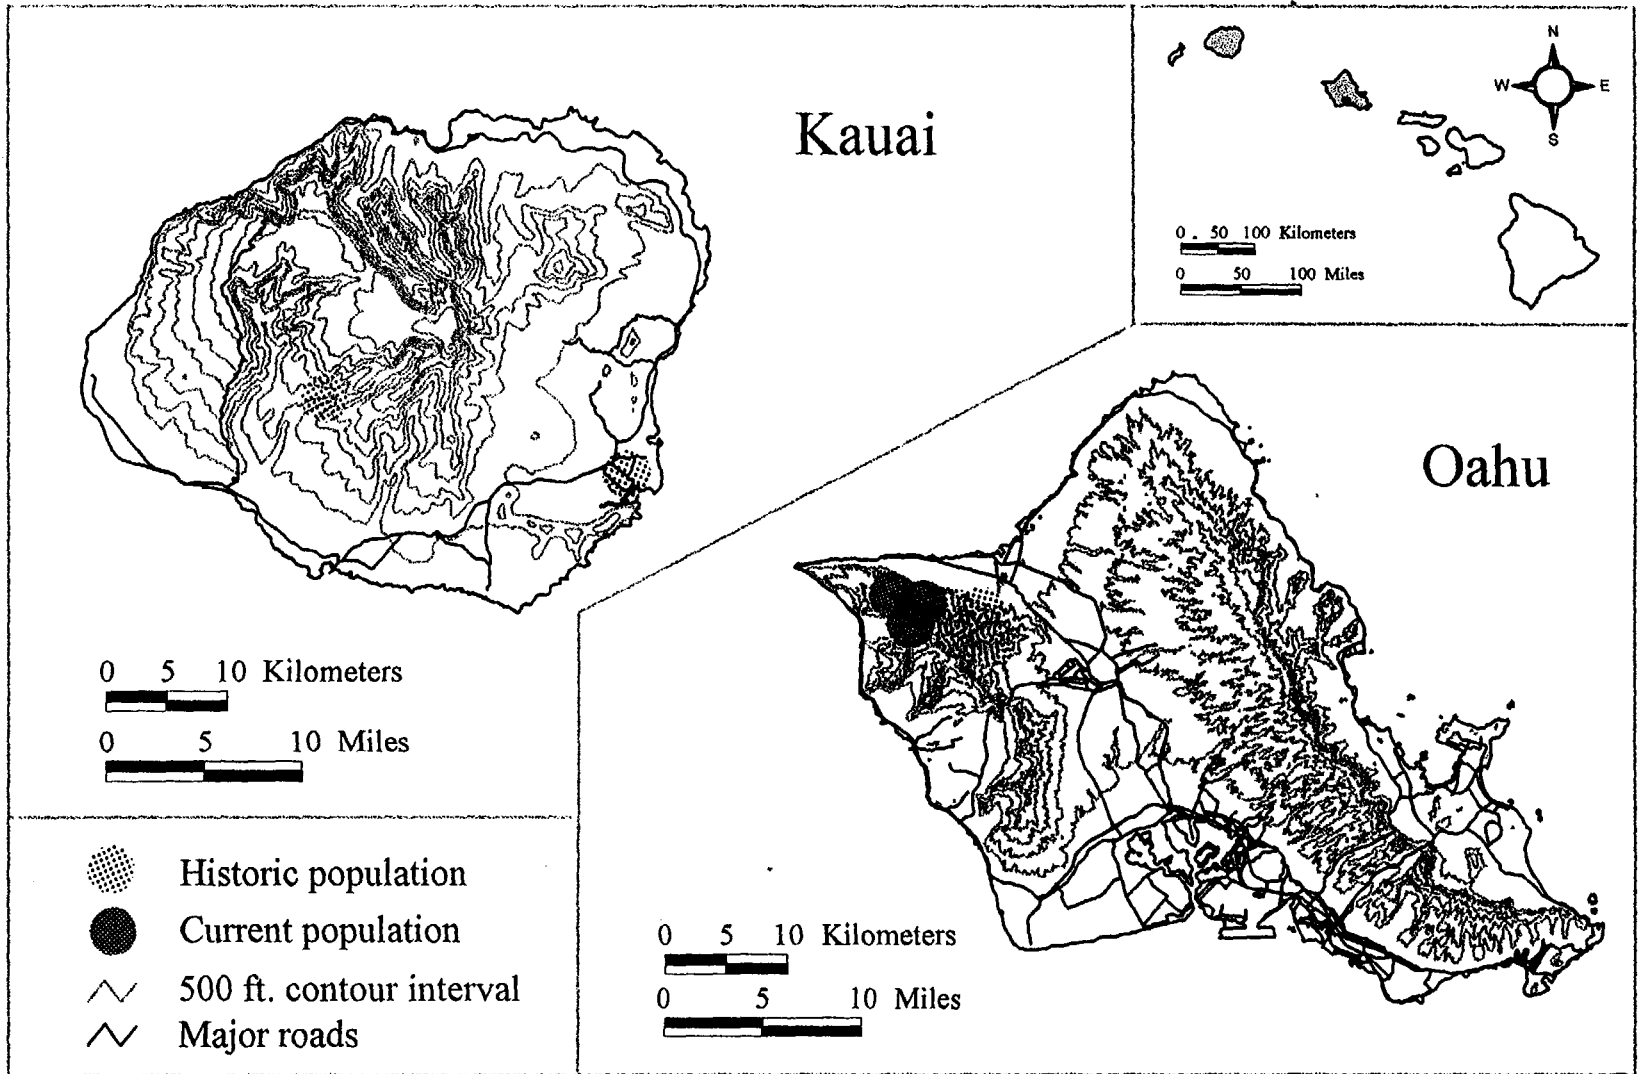 Kauai
N
W E
S
0 . 50 100 Kilometers
0 50 100 Miles
Oahu
0 5 10 Kilometers
0 5 10 Miles
Historic population
Current population
500 ft. contour interval
Major roads
0 5 10 Kilometers
0 5 10 Miles